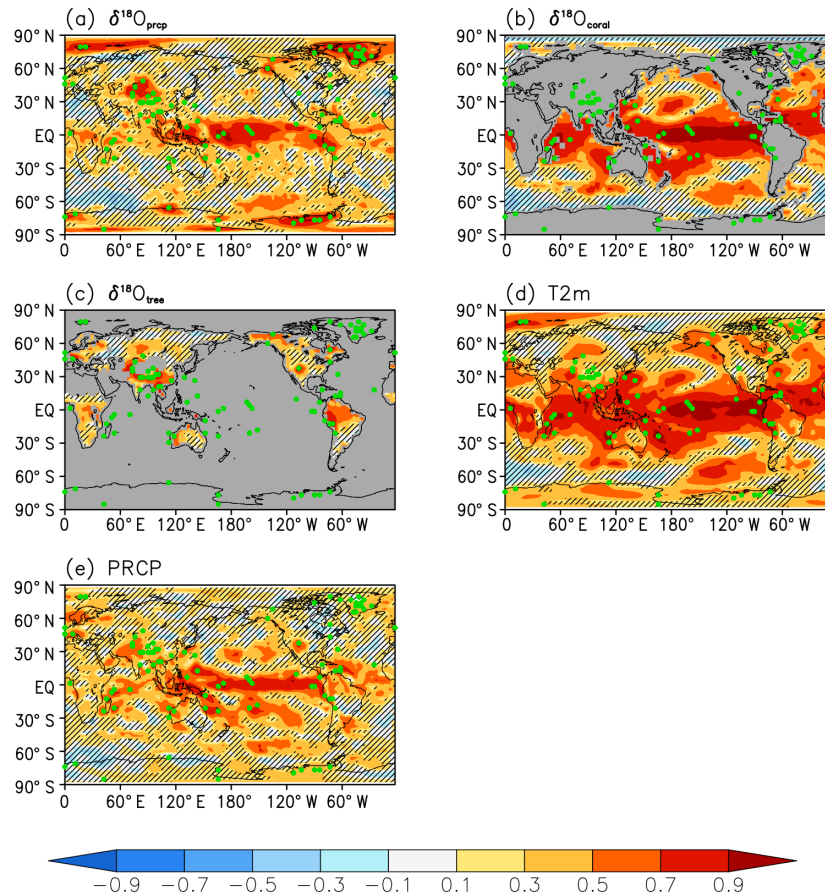 (a) δ18Oprcp
(b) δ18Ocoral
90° N
60° N
30° N
EQ
30° S
60° S
90° S
0 60° E 120° E 180° 120° W 60° W
90° N
60° N
30° N
EQ
30° S
60° S
90° S
0 60° E 120° E 180° 120° W 60° W
(c) δ18Otree
(d) T2m
90° N
60° N
30° N
EQ
30° S
60° S
90° S
0 60° E 120° E 180° 120° W 60° W
90° N
60° N
30° N
EQ
30° S
60° S
90° S
0 60° E 120° E 180° 120° W 60° W
(e) PRCP
90° N
60° N
30° N
EQ
30° S
60° S
90° S
0 60° E 120° E 180° 120° W 60° W
−0.9 −0.7 −0.5 −0.3 −0.1 0.1 0.3 0.5 0.7 0.9